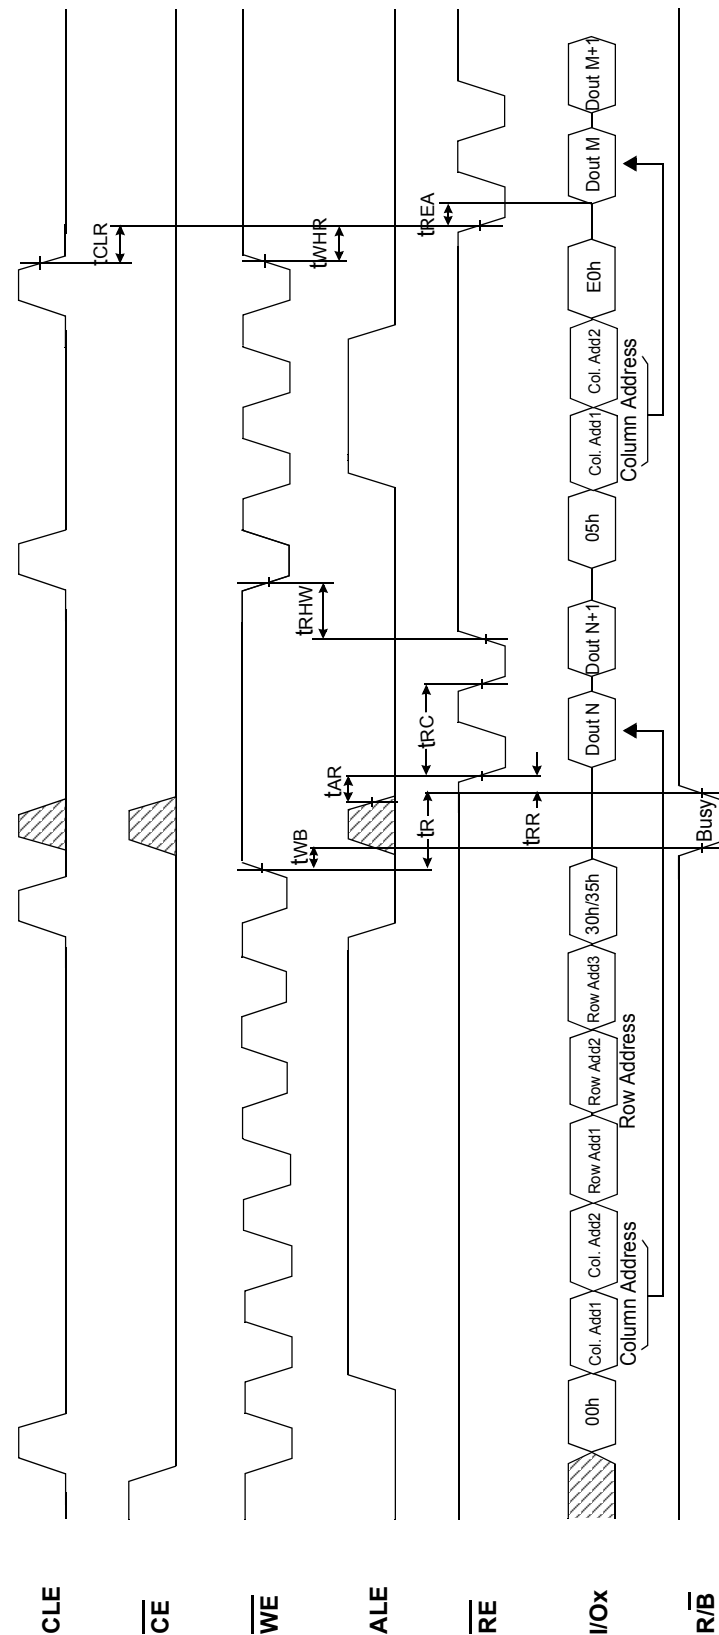 CLE
tCLR
CE
WE
tWB
tRHW
tWHR
ALE
tAR
tR
tRC
tREA
RE
tRR
I/Ox
00h
Col. Add1
Col. Add2
Row Add1
Row Add2
Row Add3
30h/35h
Dout N
Dout N+1
05h
Col. Add1
Col. Add2
E0h
Dout M
Dout M+1
Column Address
Row Address
Column Address
R/B
Busy